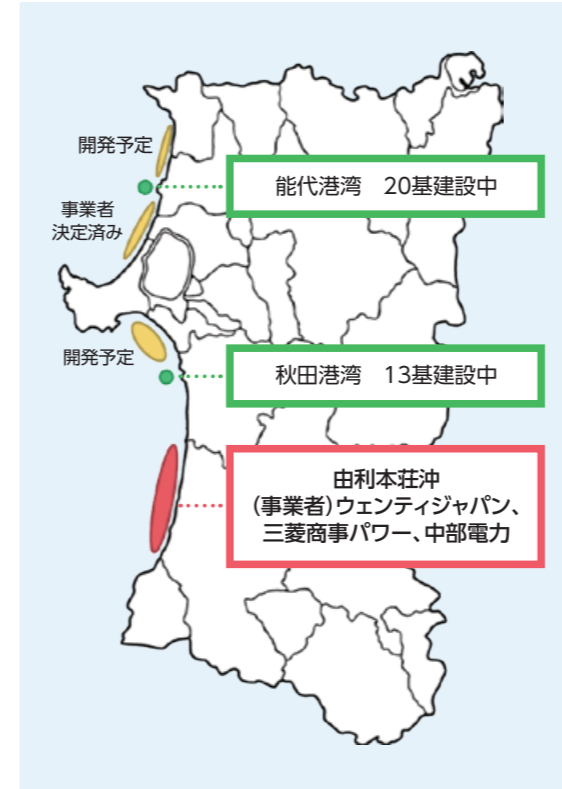 開発予定
能代港湾　20基建設中
事業者
決定済み
開発予定
秋田港湾　13基建設中
由利本荘沖
(事業者)ウェンティジャパン、
三菱商事パワー、中部電力